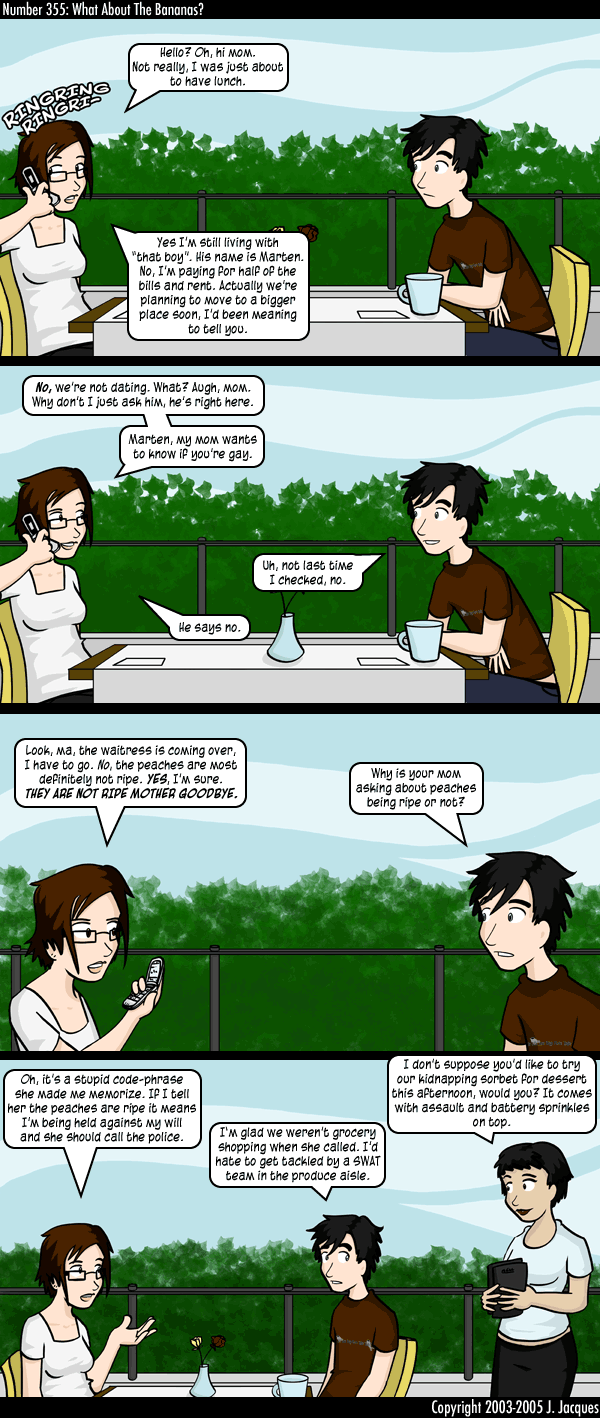 Number 355: What About The Bananas?
Hello? Oh, hi mom.
Not really, I was just about
to have lunch.
RINGRING
RINGRI-
Yes I'm still living with
"that boy". His name is Marten.
No, I'm paying for half of the
bills and rent. Actually we're
planning to move to a bigger
place soon, I'd been meaning
to tell you.
No, we're not dating. What? Augh, mom.
Why don't I just ask him, he's right here.
Marten, my mom wants
to know if you're gay.
Uh, not last time
I checked, no.
He says no.
Look, ma, the waitress is coming over,
I have to go. No, the peaches are most
definitely not ripe. YES, I'm sure.
THEY ARE NOT RIPE MOTHER GOODBYE.
Why is your mom
asking about peaches
being ripe or not?
Oh, it's a stupid code-phrase
she made me memorize. If I tell
her the peaches are ripe it means
I'm being held against my will
and she should call the police.
I'm glad we weren't grocery
shopping when she called. I'd
hate to get tackled by a SWAT
team in the produce aisle.
I don't suppose you'd like to try
our kidnapping sorbet for dessert
this afternoon, would you? It comes
with assault and battery sprinkles
on top.
Copyright 2003-2005 J. Jacques